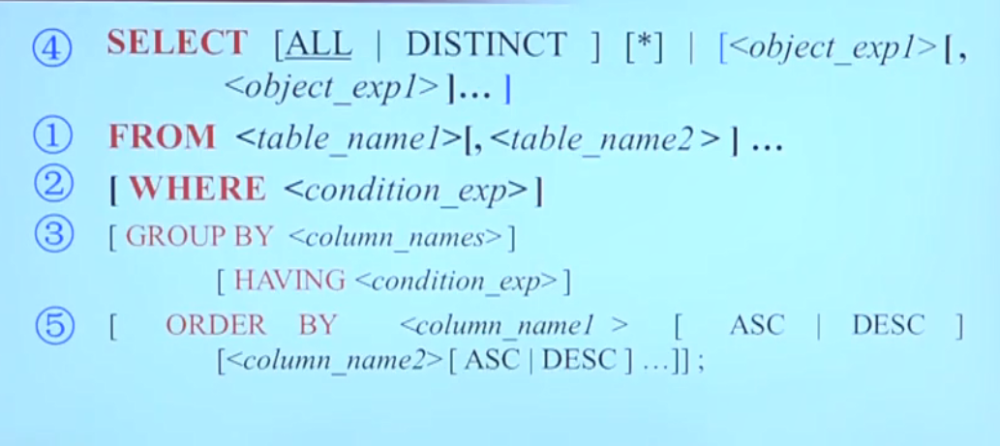 ④ SELECT [ALL | DISTINCT ] [*] | [<object_exp1>[,
<object_exp1>]... ]
① FROM <table_name1>[,<table_name2> ] ...
② [ WHERE <condition_exp>]
③ [ GROUP BY <column_names>]
[ HAVING <condition_exp>]
⑤ [ ORDER BY <column_name1 > [ ASC | DESC ]
[<column_name2>[ ASC | DESC ] ...]] ;